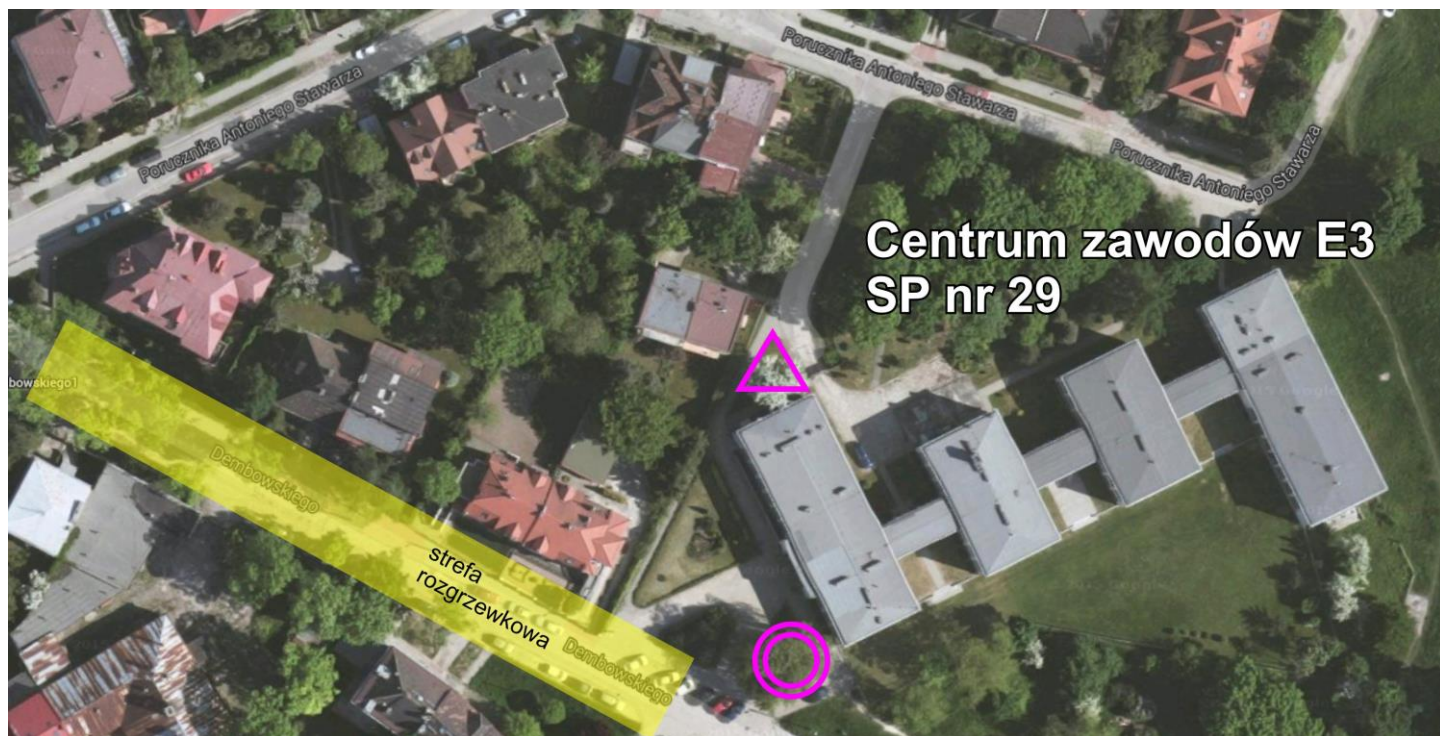 Porucznika Antoniego Stawarza
Porucznika Antoniego Stawarza
Porucznika Antoniego Stawarza
Centrum zawodów E3
SP nr 29
bowskiego1
Dembowskiego
strefa
rozgrzewkowa
Dembowskiego